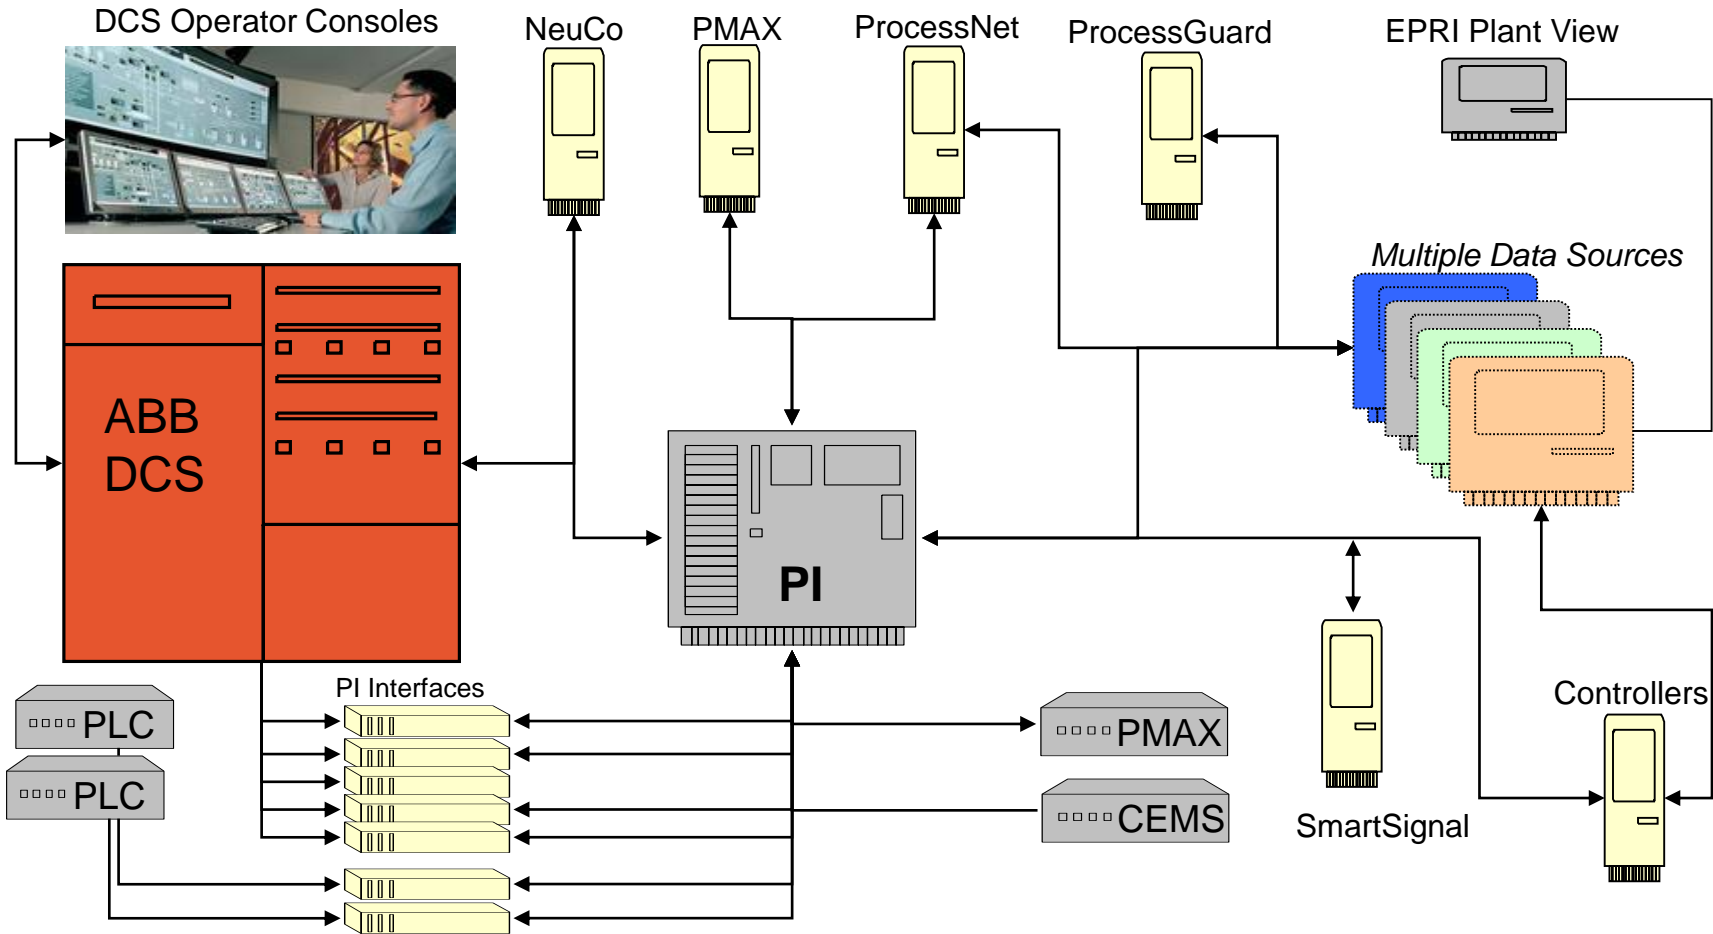 DCS Operator Consoles
NeuCo
PMAX
ProcessNet
ProcessGuard
EPRI Plant View
Multiple Data Sources
ABB
DCS
PI
PI Interfaces
PLC
PLC
PMAX
CEMS
SmartSignal
Controllers